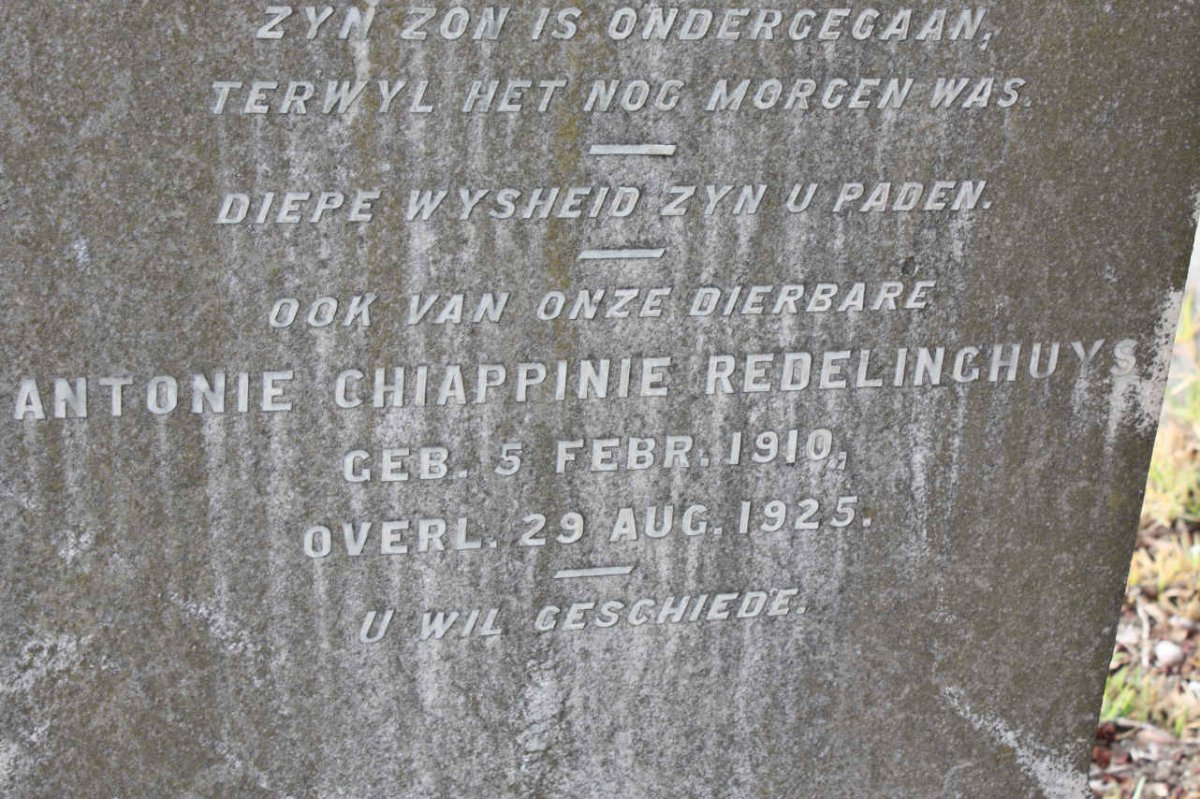 ZYN ZON IS ONDERGEGAAN,
TERWYL HET NOG MORGEN WAS.
DIEPE WYSHEID ZYN U PADEN.
OOK VAN ONZE DIERBARE
ANTONIE CHIAPPINIE REDELINGHUYS
GEB. 5 FEBR. 1910,
OVERL. 29 AUG. 1925.
U WIL GESCHIEDE.